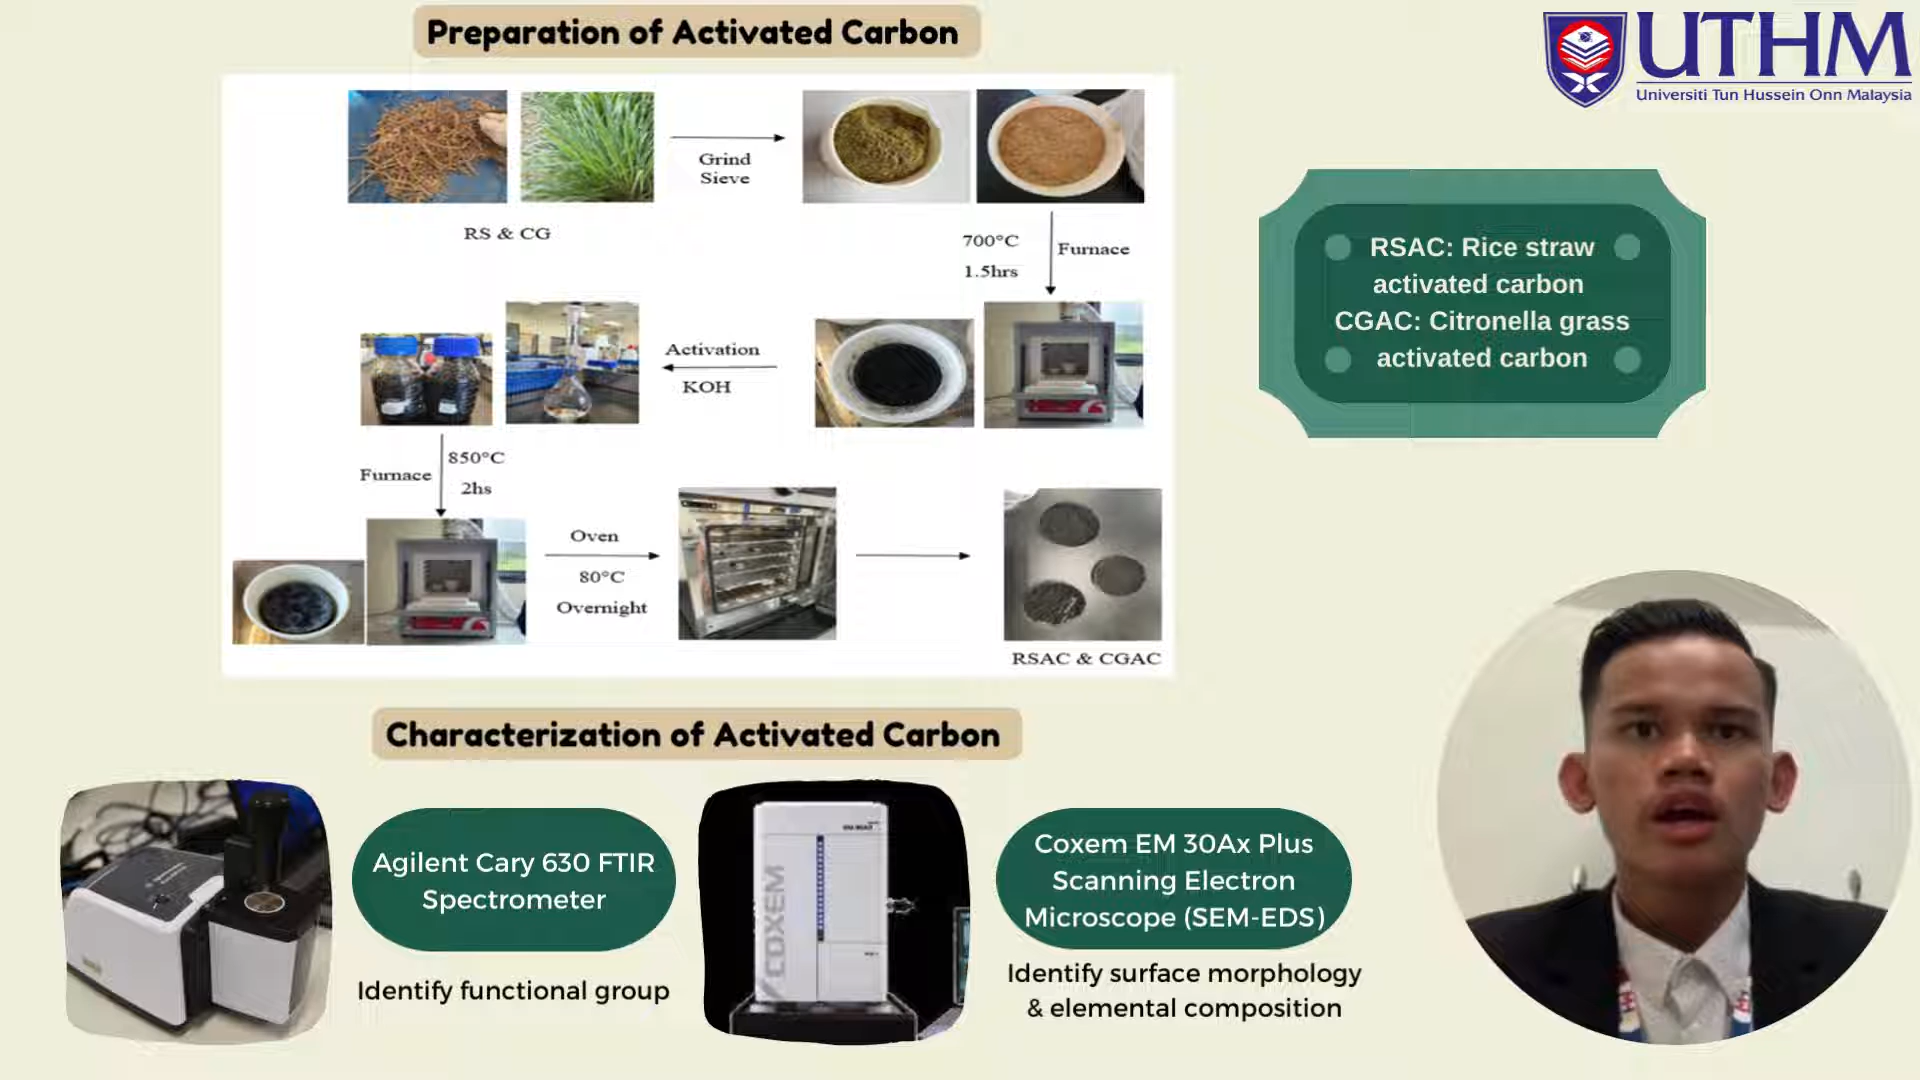 Preparation of Activated Carbon
UTHM
Universiti Tun Hussein Onn Malaysia
Grind
Sieve
RS & CG
700°C
1.5hrs
Furnace
Activation
KOH
Furnace
850°C
2hs
Oven
80°C
Overnight
RSAC & CGAC
RSAC: Rice straw
activated carbon
CGAC: Citronella grass
activated carbon
Characterization of Activated Carbon
Agilent Cary 630 FTIR
Spectrometer
Identify functional group
COXEM
Coxem EM 30Ax Plus
Scanning Electron
Microscope (SEM-EDS)
Identify surface morphology
& elemental composition